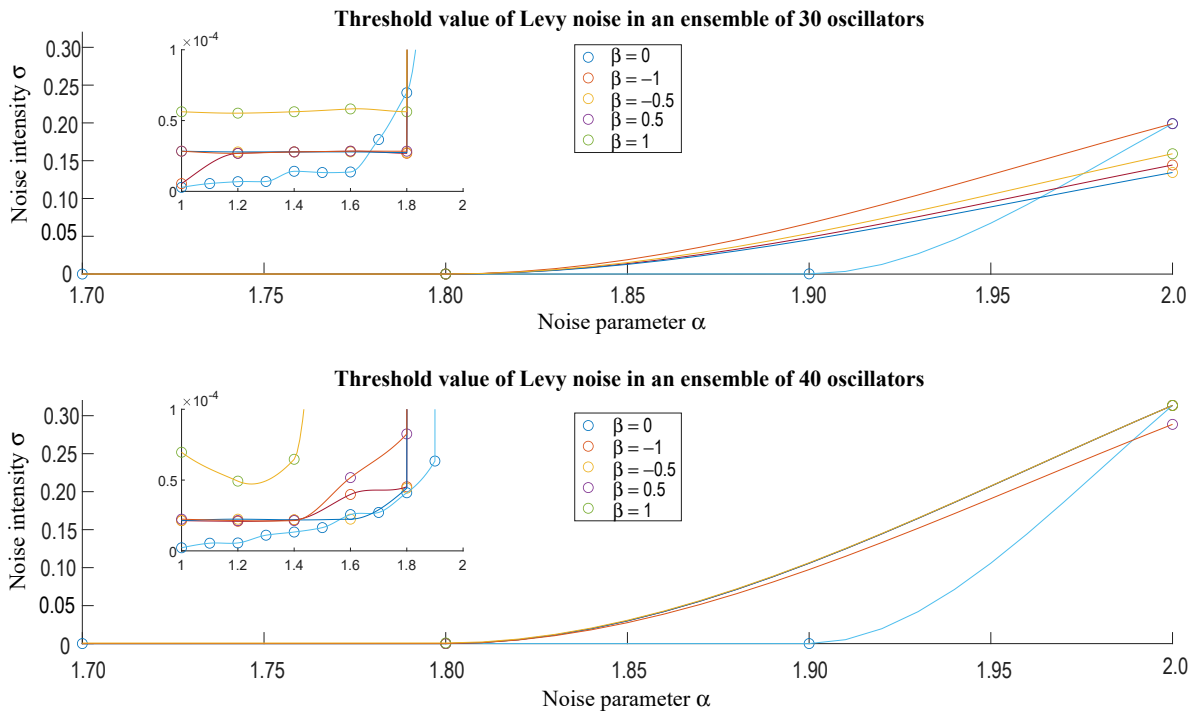 Threshold value of Levy noise in an ensemble of 30 oscillators
Noise intensity σ
0.30
0.25
0.20
0.15
0.10
0.05
0
×10⁻⁴
1
0.5
0
1 1.2 1.4 1.6 1.8 2
β = 0
β = −1
β = −0.5
β = 0.5
β = 1
1.70 1.75 1.80 1.85 1.90 1.95 2.0
Noise parameter α
Threshold value of Levy noise in an ensemble of 40 oscillators
Noise intensity σ
0.30
0.25
0.20
0.15
0.10
0.05
0
×10⁻⁴
1
0.5
0
1 1.2 1.4 1.6 1.8 2
β = 0
β = −1
β = −0.5
β = 0.5
β = 1
1.70 1.75 1.80 1.85 1.90 1.95 2.0
Noise parameter α